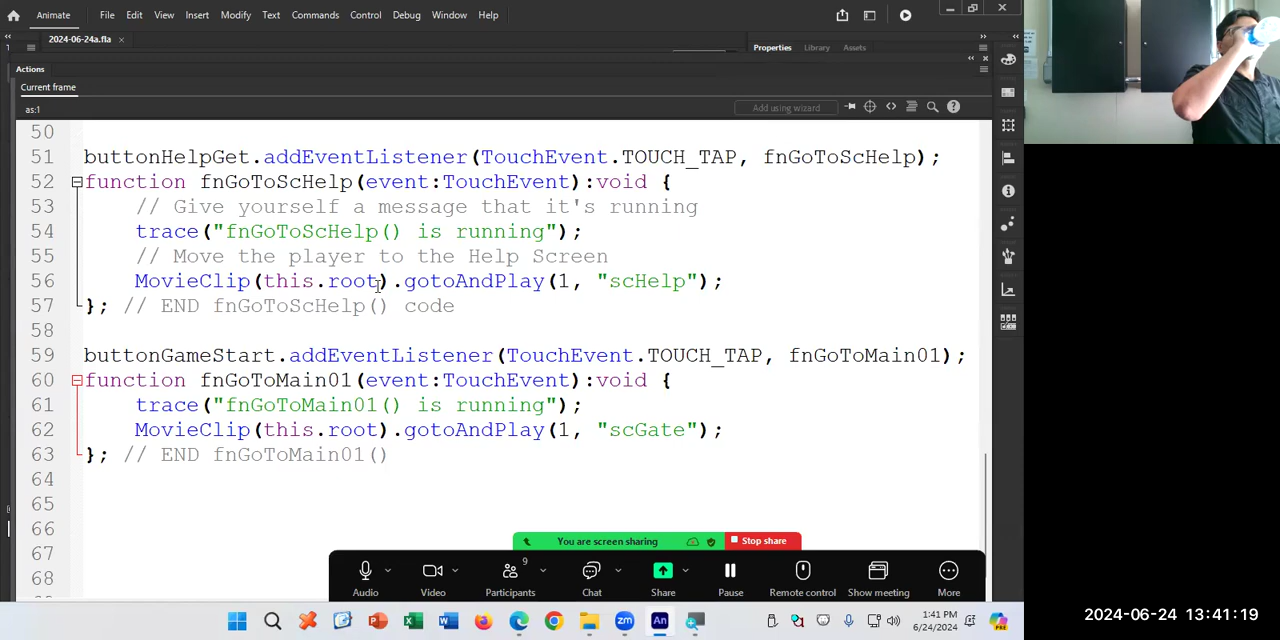 Animate File Edit View Insert Modify Text Commands Control Debug Window Help
2024-06-24a.fla ×
Properties Library Assets
Actions
Current frame
as:1
Add using wizard
50
51 buttonHelpGet.addEventListener(TouchEvent.TOUCH_TAP, fnGoToScHelp);
52 function fnGoToScHelp(event:TouchEvent):void {
53 // Give yourself a message that it's running
54 trace("fnGoToScHelp() is running");
55 // Move the player to the Help Screen
56 MovieClip(this.root).gotoAndPlay(1, "scHelp");
57 }; // END fnGoToScHelp() code
58
59 buttonGameStart.addEventListener(TouchEvent.TOUCH_TAP, fnGoToMain01);
60 function fnGoToMain01(event:TouchEvent):void {
61 trace("fnGoToMain01() is running");
62 MovieClip(this.root).gotoAndPlay(1, "scGate");
63 }; // END fnGoToMain01()
64
65
66
67
68
You are screen sharing Stop share
9
Audio Video Participants Chat Share Pause Remote control Show meeting More
1:41 PM
6/24/2024
2024-06-24 13:41:19